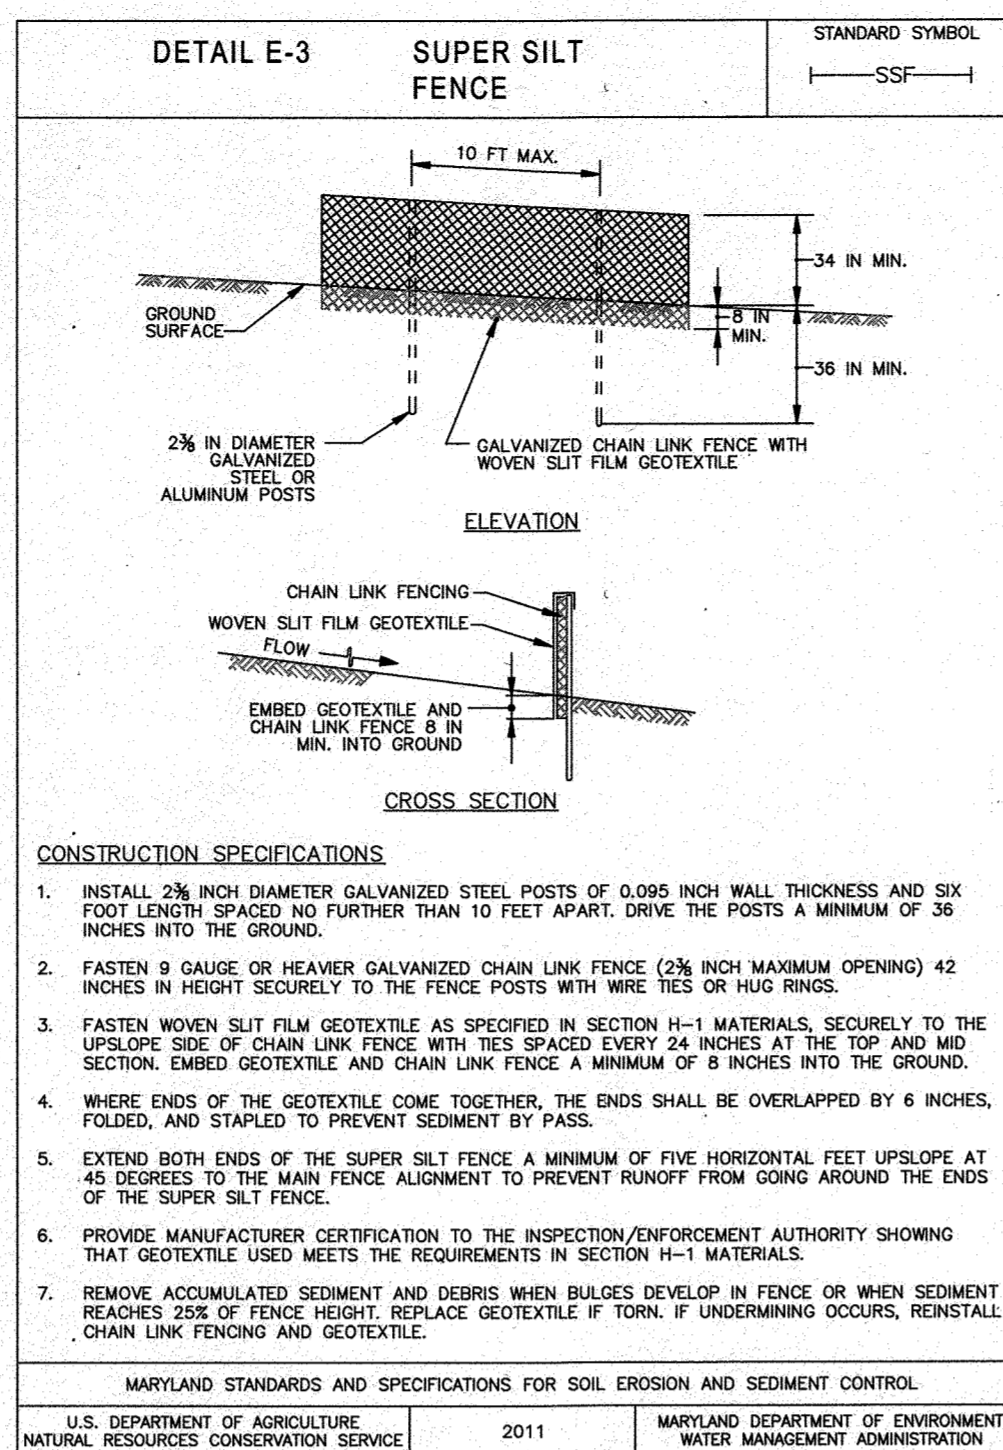 DETAIL E-3
SUPER SILT
FENCE
STANDARD SYMBOL
SSF
10 FT MAX.
34 IN MIN.
GROUND
SURFACE
8 IN
MIN.
36 IN MIN.
2⅜ IN DIAMETER
GALVANIZED
STEEL OR
ALUMINUM POSTS
GALVANIZED CHAIN LINK FENCE WITH
WOVEN SLIT FILM GEOTEXTILE
ELEVATION
CHAIN LINK FENCING
WOVEN SLIT FILM GEOTEXTILE
FLOW
EMBED GEOTEXTILE AND
CHAIN LINK FENCE 8 IN
MIN. INTO GROUND
CROSS SECTION
CONSTRUCTION SPECIFICATIONS
1. INSTALL 2⅜ INCH DIAMETER GALVANIZED STEEL POSTS OF 0.095 INCH WALL THICKNESS AND SIX
FOOT LENGTH SPACED NO FURTHER THAN 10 FEET APART. DRIVE THE POSTS A MINIMUM OF 36
INCHES INTO THE GROUND.
2. FASTEN 9 GAUGE OR HEAVIER GALVANIZED CHAIN LINK FENCE (2⅜ INCH MAXIMUM OPENING) 42
INCHES IN HEIGHT SECURELY TO THE FENCE POSTS WITH WIRE TIES OR HUG RINGS.
3. FASTEN WOVEN SLIT FILM GEOTEXTILE AS SPECIFIED IN SECTION H-1 MATERIALS, SECURELY TO THE
UPSLOPE SIDE OF CHAIN LINK FENCE WITH TIES SPACED EVERY 24 INCHES AT THE TOP AND MID
SECTION. EMBED GEOTEXTILE AND CHAIN LINK FENCE A MINIMUM OF 8 INCHES INTO THE GROUND.
4. WHERE ENDS OF THE GEOTEXTILE COME TOGETHER, THE ENDS SHALL BE OVERLAPPED BY 6 INCHES,
FOLDED, AND STAPLED TO PREVENT SEDIMENT BY PASS.
5. EXTEND BOTH ENDS OF THE SUPER SILT FENCE A MINIMUM OF FIVE HORIZONTAL FEET UPSLOPE AT
45 DEGREES TO THE MAIN FENCE ALIGNMENT TO PREVENT RUNOFF FROM GOING AROUND THE ENDS
OF THE SUPER SILT FENCE.
6. PROVIDE MANUFACTURER CERTIFICATION TO THE INSPECTION/ENFORCEMENT AUTHORITY SHOWING
THAT GEOTEXTILE USED MEETS THE REQUIREMENTS IN SECTION H-1 MATERIALS.
7. REMOVE ACCUMULATED SEDIMENT AND DEBRIS WHEN BULGES DEVELOP IN FENCE OR WHEN SEDIMENT
REACHES 25% OF FENCE HEIGHT. REPLACE GEOTEXTILE IF TORN. IF UNDERMINING OCCURS, REINSTALL
CHAIN LINK FENCING AND GEOTEXTILE.
MARYLAND STANDARDS AND SPECIFICATIONS FOR SOIL EROSION AND SEDIMENT CONTROL
U.S. DEPARTMENT OF AGRICULTURE
NATURAL RESOURCES CONSERVATION SERVICE
2011
MARYLAND DEPARTMENT OF ENVIRONMENT
WATER MANAGEMENT ADMINISTRATION